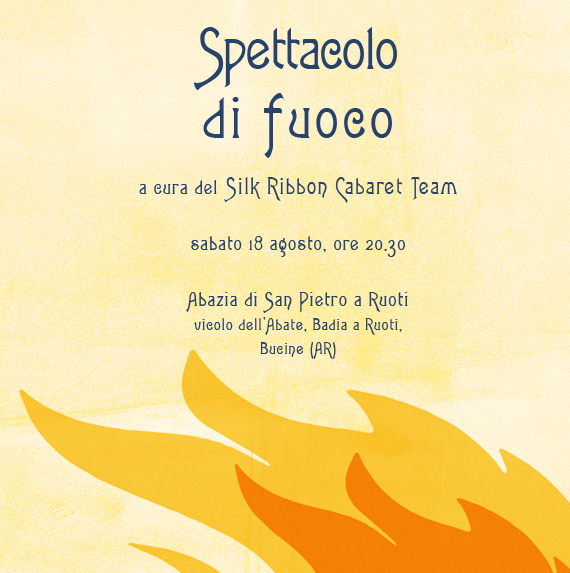 Spettacolo
di fuoco
a cura del Silk Ribbon Cabaret Team
sabato 18 agosto, ore 20.30
Abazia di San Pietro a Ruoti
vicolo dell'Abate, Badia a Ruoti,
Bucine (AR)